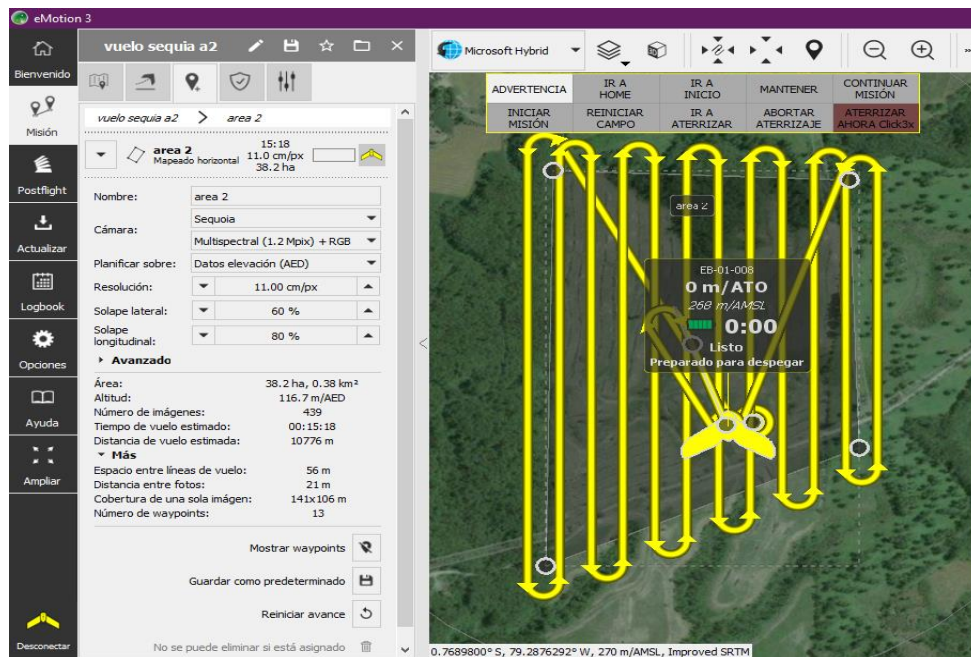 eMotion 3
Bienvenido
Misión
Postflight
Actualizar
Logbook
Opciones
Ayuda
Ampliar
Desconectar
vuelo sequia a2
vuelo sequia a2 > area 2
area 2
Mapeado horizontal
15:18
11.0 cm/px
38.2 ha
Nombre: area 2
Cámara: Sequoia
Multispectral (1.2 Mpix) + RGB
Planificar sobre: Datos elevación (AED)
Resolución: 11.00 cm/px
Solape lateral: 60 %
Solape longitudinal: 80 %
Avanzado
Área: 38.2 ha, 0.38 km²
Altitud: 116.7 m/AED
Número de imágenes: 439
Tiempo de vuelo estimado: 00:15:18
Distancia de vuelo estimada: 10776 m
Más
Espacio entre líneas de vuelo: 56 m
Distancia entre fotos: 21 m
Cobertura de una sola imágen: 141x106 m
Número de waypoints: 13
Mostrar waypoints
Guardar como predeterminado
Reiniciar avance
No se puede eliminar si está asignado
Microsoft Hybrid
ADVERTENCIA
IR A HOME
IR A INICIO
MANTENER
CONTINUAR MISIÓN
INICIAR MISIÓN
REINICIAR CAMPO
IR A ATERRIZAR
ABORTAR ATERRIZAJE
ATERRIZAR AHORA Click3x
area 2
EB-01-008
0 m/ATO
268 m/AMSL
0:00
Listo
Preparado para despegar
0.7689800° S, 79.2876292° W, 270 m/AMSL, Improved SRTM